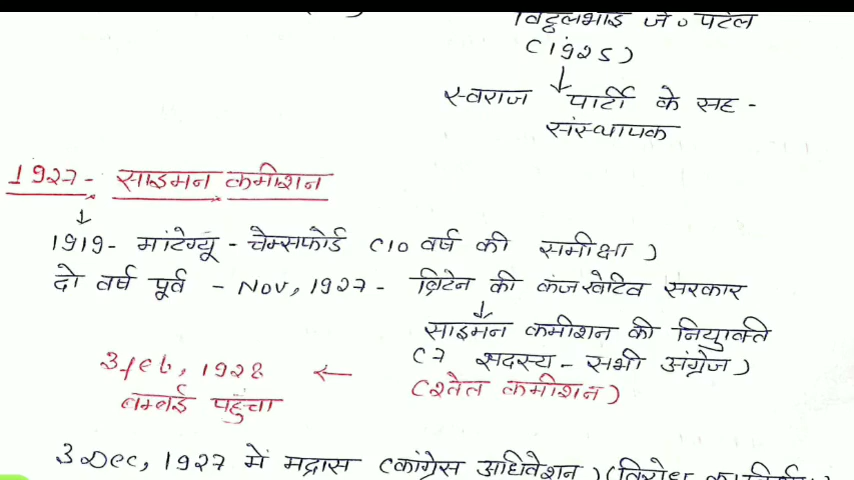 विट्ठलभाई जे० पटेल
(1925)
↓
स्वराज पार्टी के सह-
संस्थापक
1927- साइमन कमीशन
↓
1919- मांटेग्यू - चेम्सफोर्ड (10 वर्ष की समीक्षा)
दो वर्ष पूर्व - Nov, 1927 - ब्रिटेन की कंजरवेटिव सरकार
↓
साइमन कमीशन की नियुक्ति
(7 सदस्य - सभी अंग्रेज)
3 feb, 1928 ←
(श्वेत कमीशन)
बम्बई पहुंचा
3 Dec, 1927 में मद्रास (कांग्रेस अधिवेशन) (विरोध का